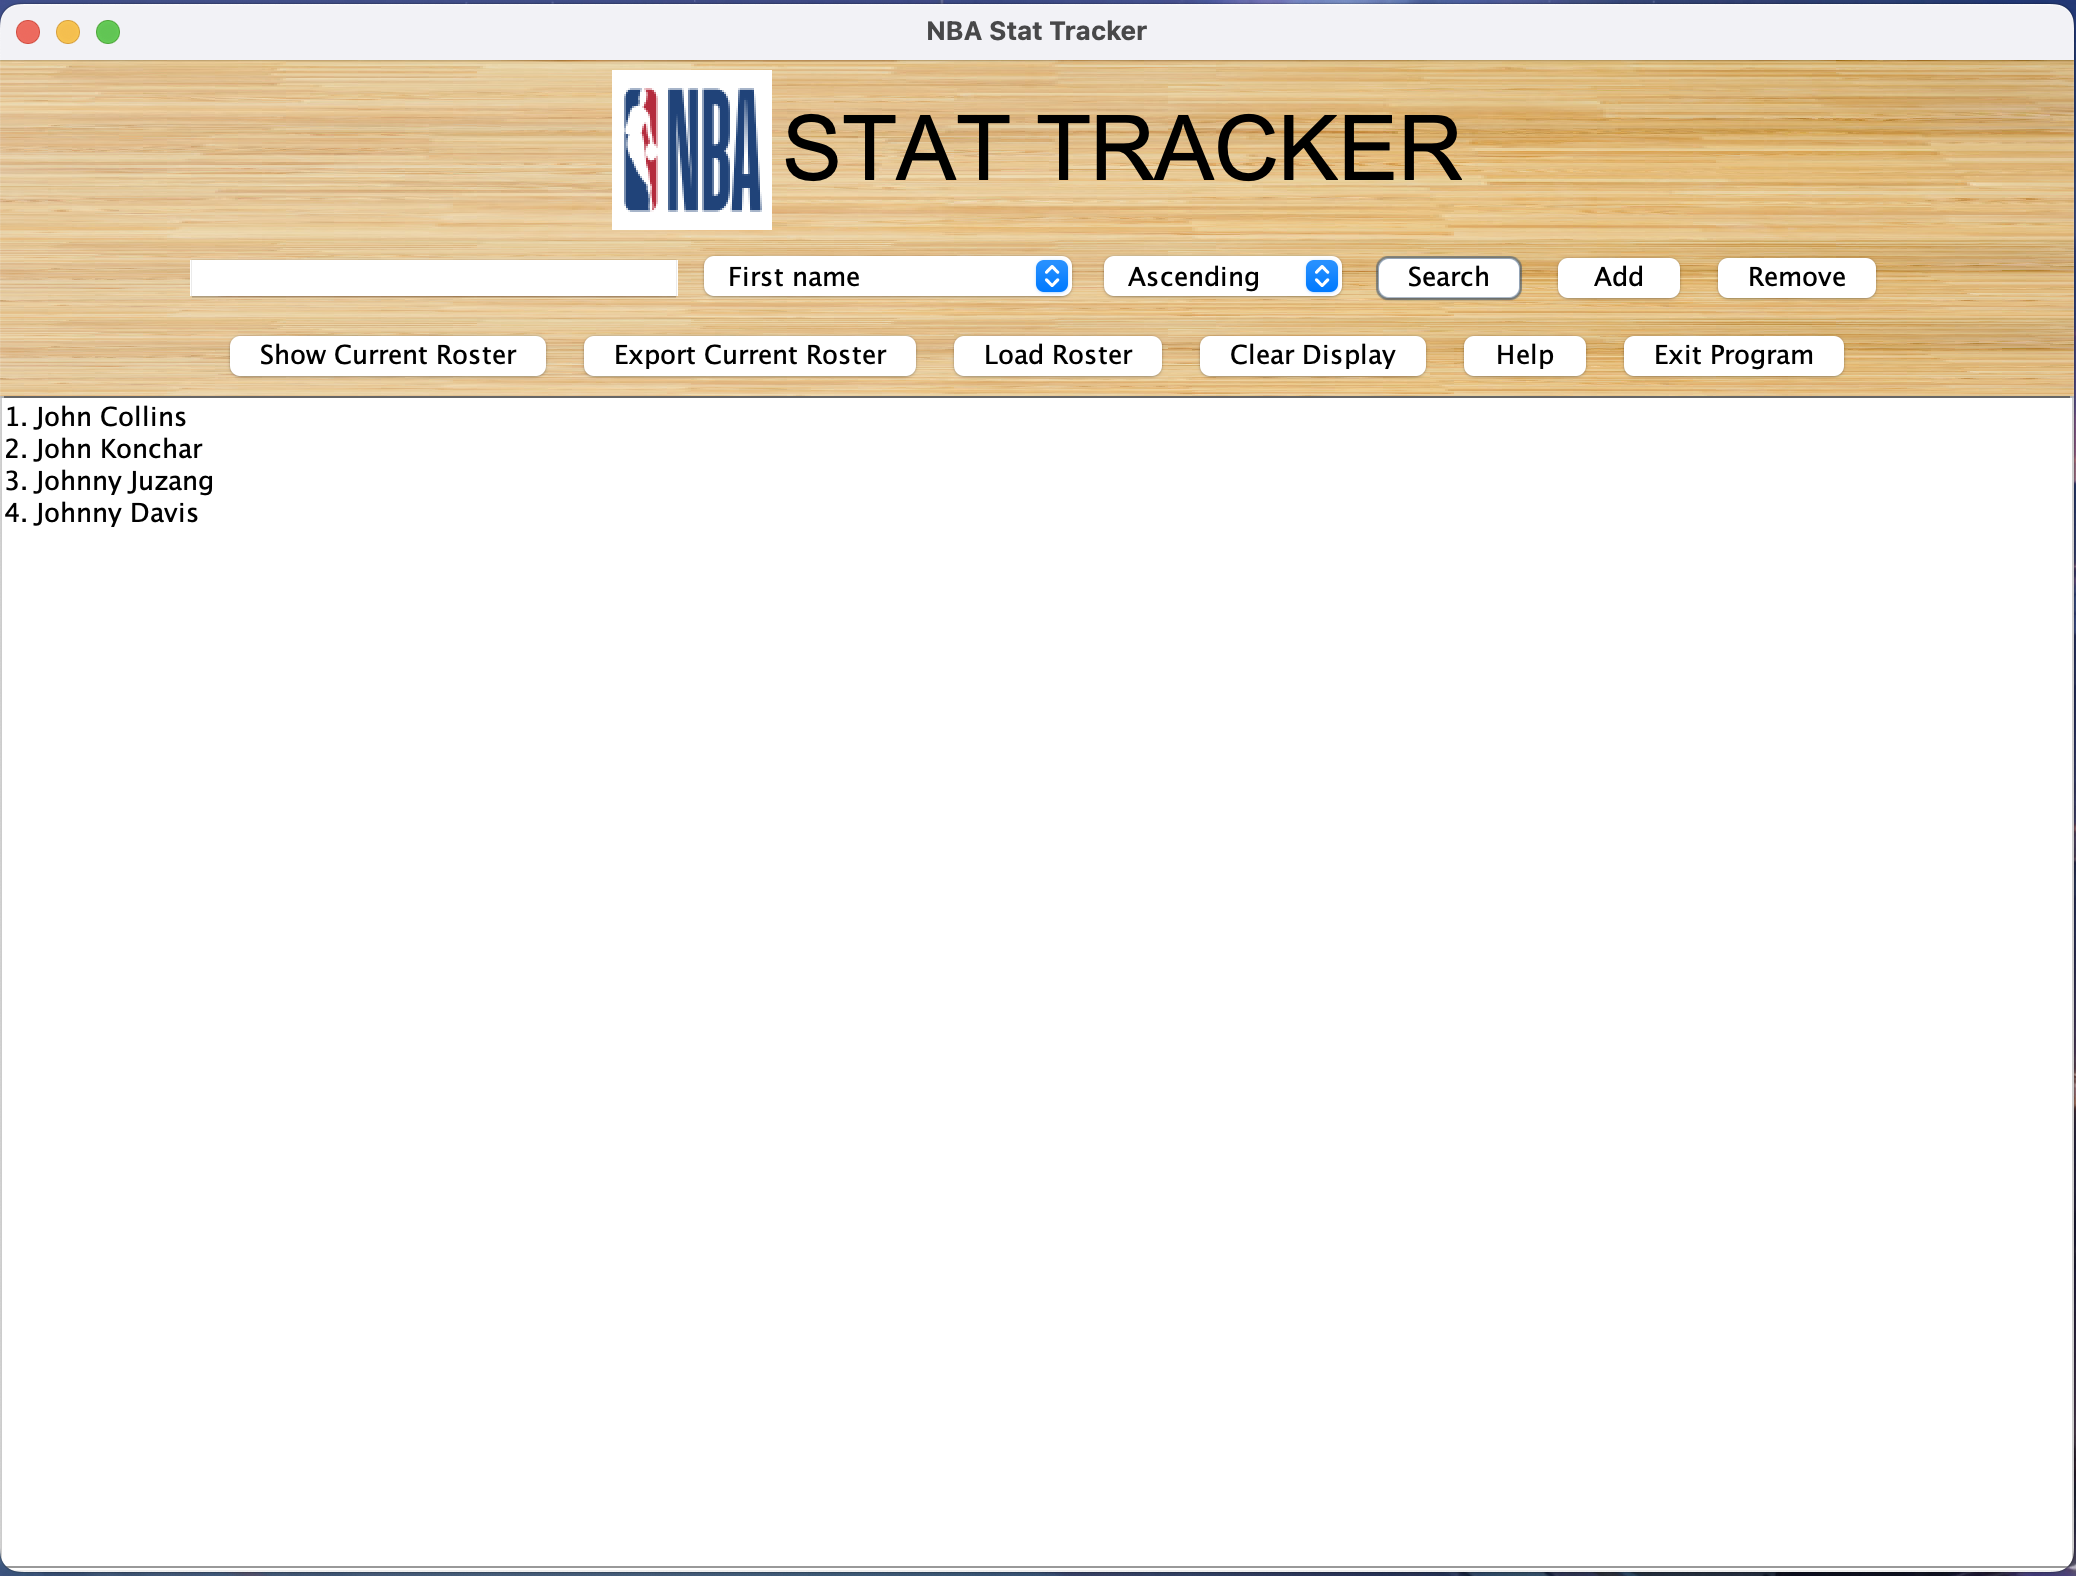 NBA Stat Tracker
NBA STAT TRACKER
First name Ascending Search Add Remove
Show Current Roster Export Current Roster Load Roster Clear Display Help Exit Program
1. John Collins
2. John Konchar
3. Johnny Juzang
4. Johnny Davis